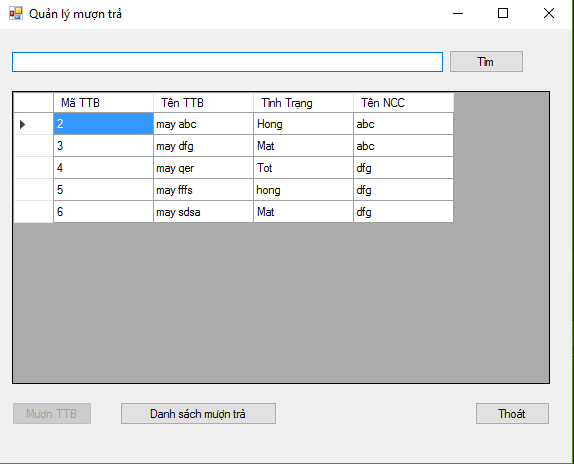 Quản lý mượn trả
Tìm
Mã TTB Tên TTB Tình Trạng Tên NCC
2 may abc Hong abc
3 may dfg Mat abc
4 may qer Tot dfg
5 may fffs hong dfg
6 may sdsa Mat dfg
Mượn TTB Danh sách mượn trả Thoát